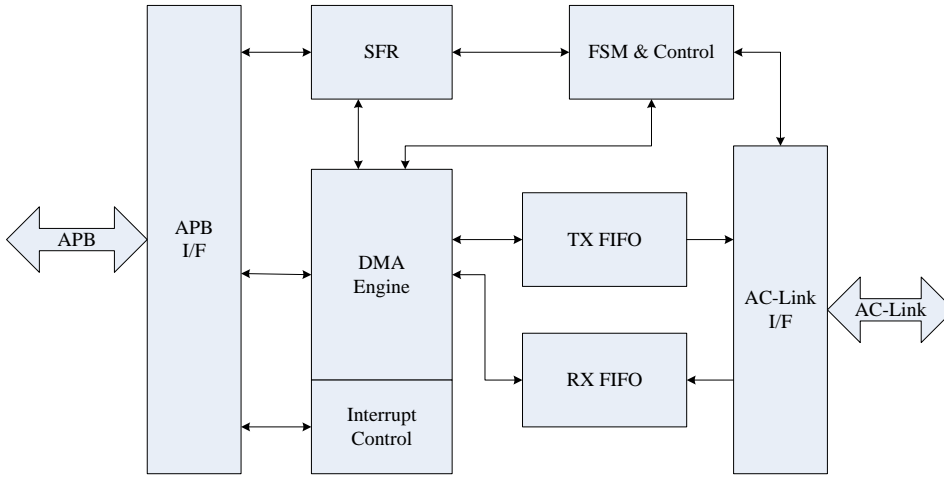 SFR
FSM & Control
APB
APB
I/F
DMA
Engine
TX FIFO
AC-Link
I/F
AC-Link
RX FIFO
Interrupt
Control